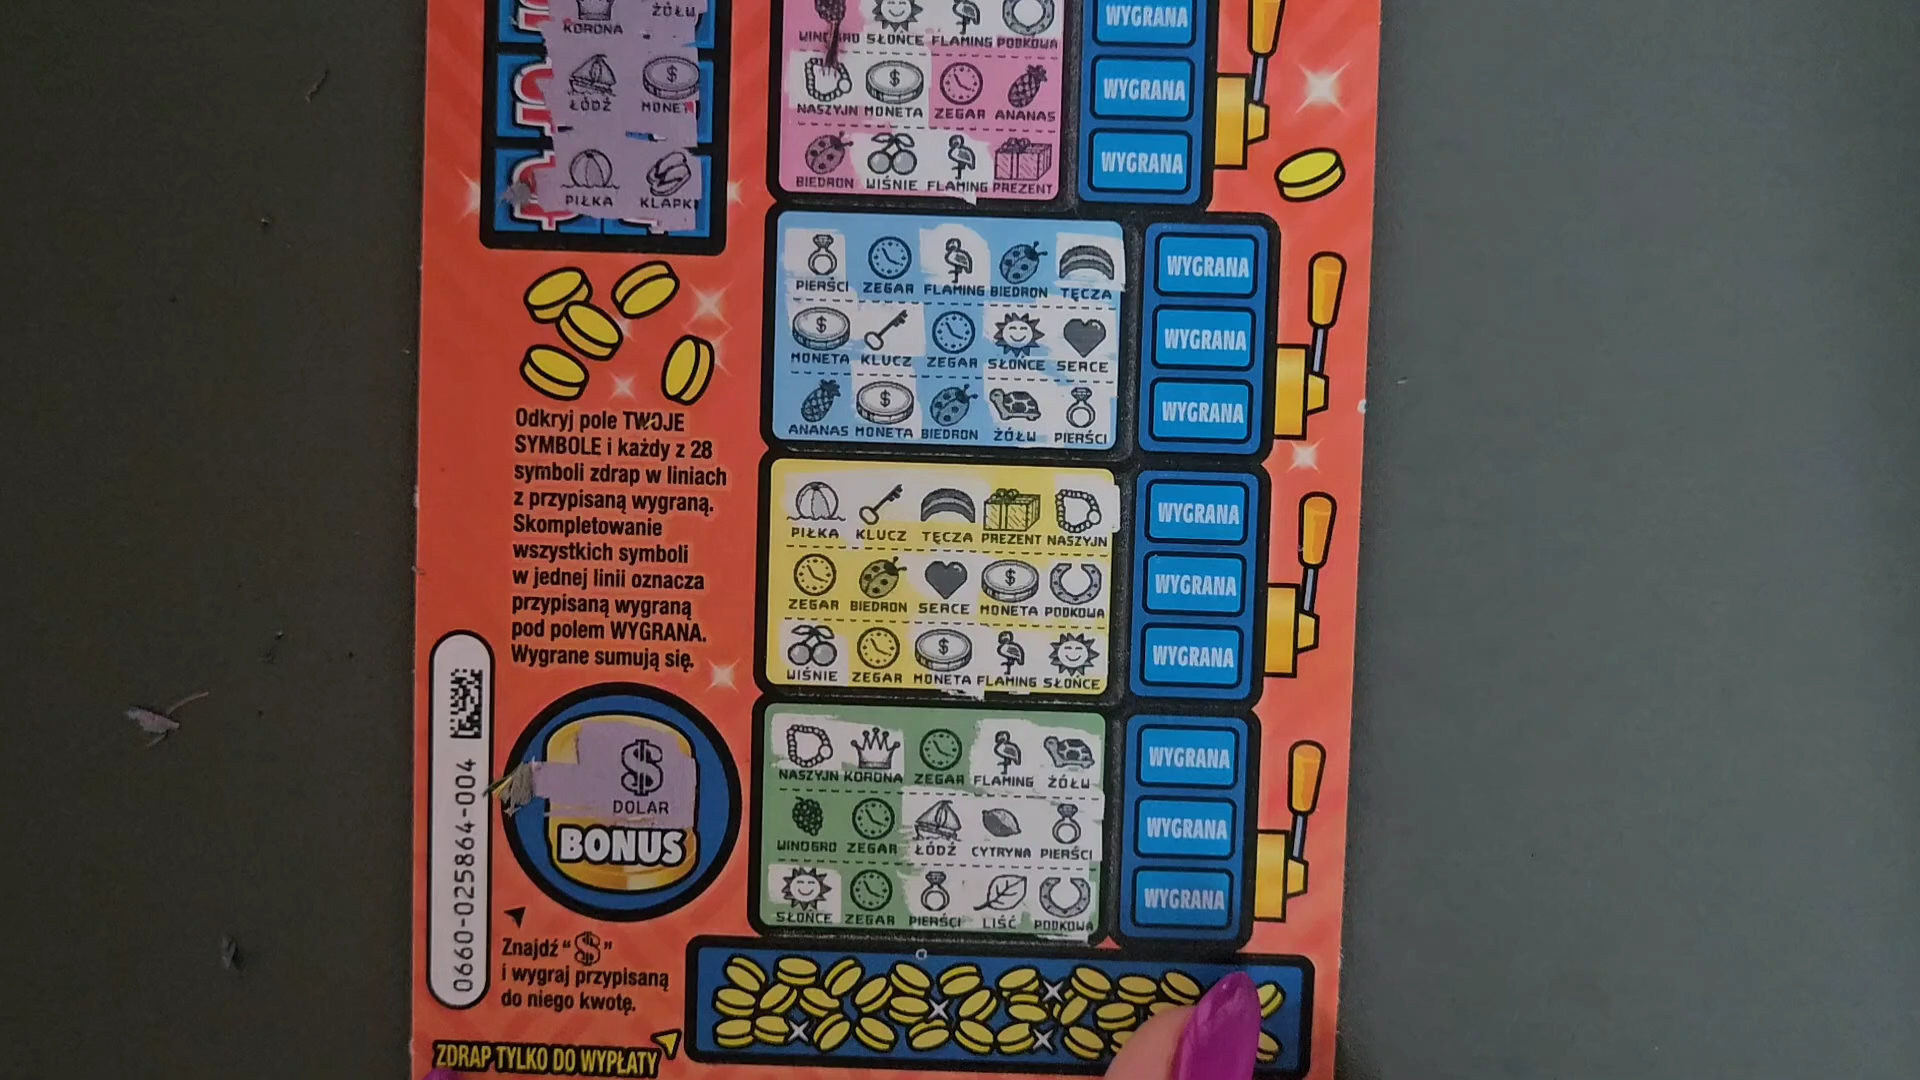 KORONA ŻÓŁW
ŁÓDŹ MONET
PIŁKA KLAPKI
SŁOŃCE FLAMING PODKOWA
NASZYJN MONETA ZEGAR ANANAS
BIEDRON WIŚNIE FLAMING PREZENT
WYGRANA
WYGRANA
WYGRANA
PIERŚCI ZEGAR FLAMING BIEDRON TĘCZA
MONETA KLUCZ ZEGAR SŁOŃCE SERCE
ANANAS MONETA BIEDRON ŻÓŁW PIERŚCI
WYGRANA
WYGRANA
WYGRANA
PIŁKA KLUCZ TĘCZA PREZENT NASZYJN
ZEGAR BIEDRON SERCE MONETA PODKOWA
WIŚNIE ZEGAR MONETA FLAMING SŁOŃCE
WYGRANA
WYGRANA
WYGRANA
NASZYJN KORONA ZEGAR FLAMING ŻÓŁW
WINOGRO ZEGAR ŁÓDŹ CYTRYNA PIERŚCI
SŁOŃCE ZEGAR PIERŚCI LIŚĆ PODKOWA
WYGRANA
WYGRANA
WYGRANA
Odkryj pole TWOJE
SYMBOLE i każdy z 28
symboli zdrap w liniach
z przypisaną wygraną.
Skompletowanie
wszystkich symboli
w jednej linii oznacza
przypisaną wygraną
pod polem WYGRANA.
Wygrane sumują się.
0660-025864-004
$
DOLAR
BONUS
Znajdź “$”
i wygraj przypisaną
do niego kwotę.
ZDRAP TYLKO DO WYPŁATY